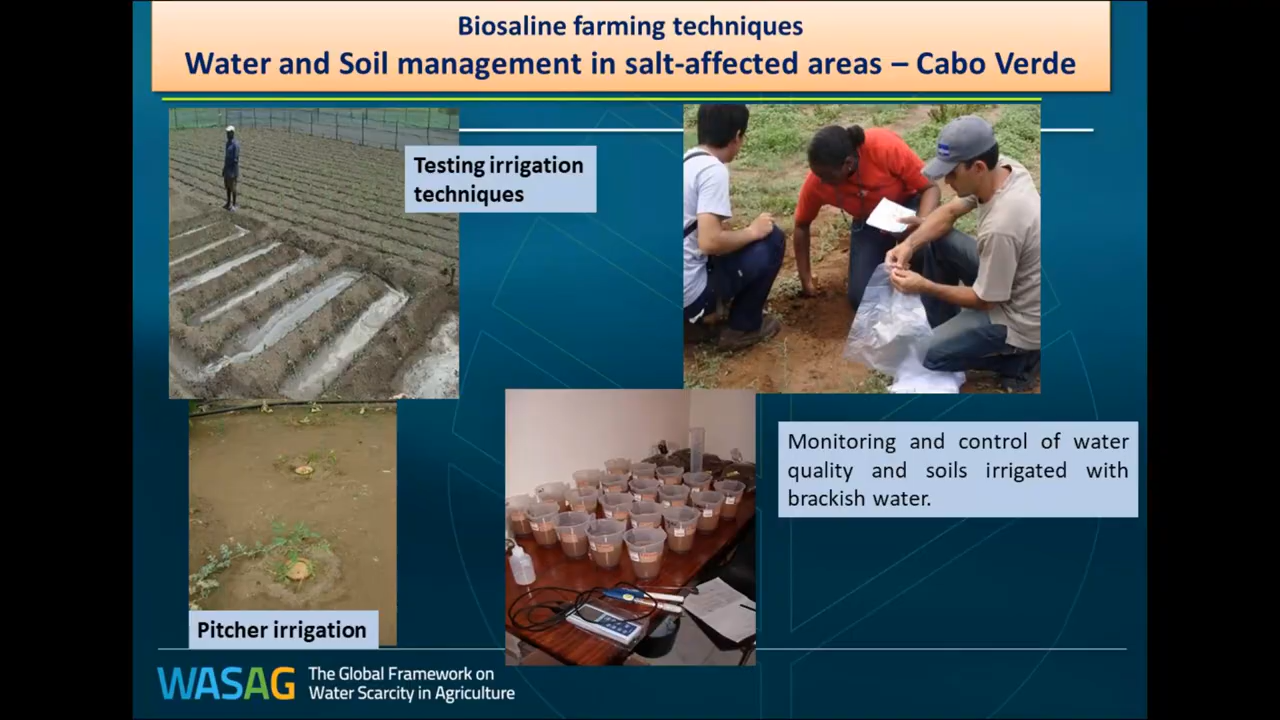 Biosaline farming techniques
Water and Soil management in salt-affected areas – Cabo Verde
Testing irrigation
techniques
Monitoring and control of water
quality and soils irrigated with
brackish water.
Pitcher irrigation
WASAG
The Global Framework on
Water Scarcity in Agriculture